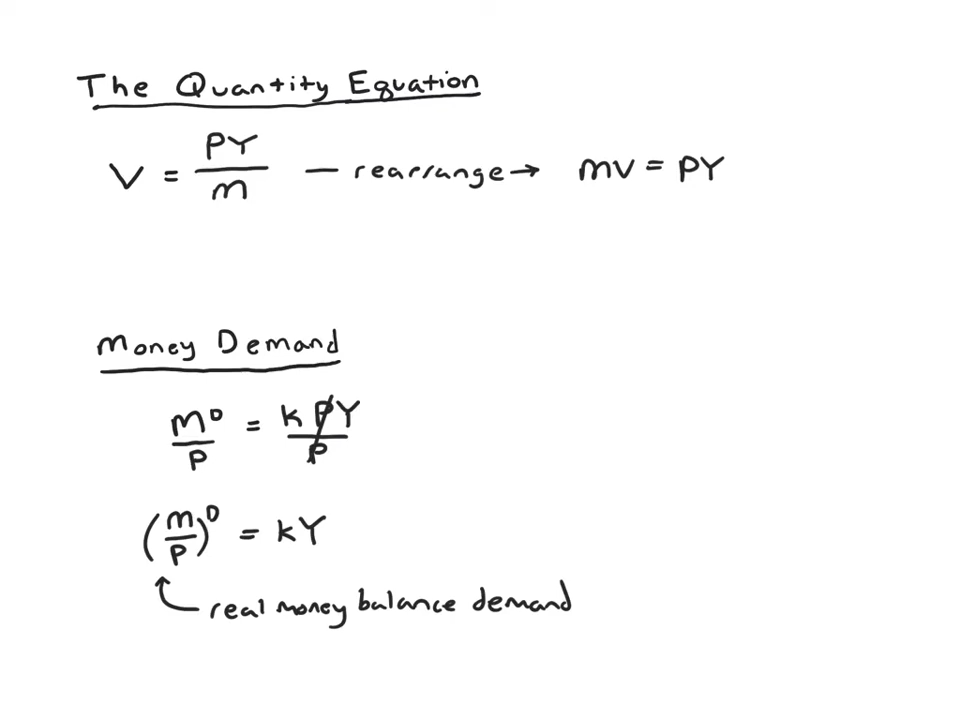 The Quantity Equation
V = PY/m — rearrange → mv = PY
Money Demand
m^D/P = kPY/P
(m/P)^D = kY
real money balance demand